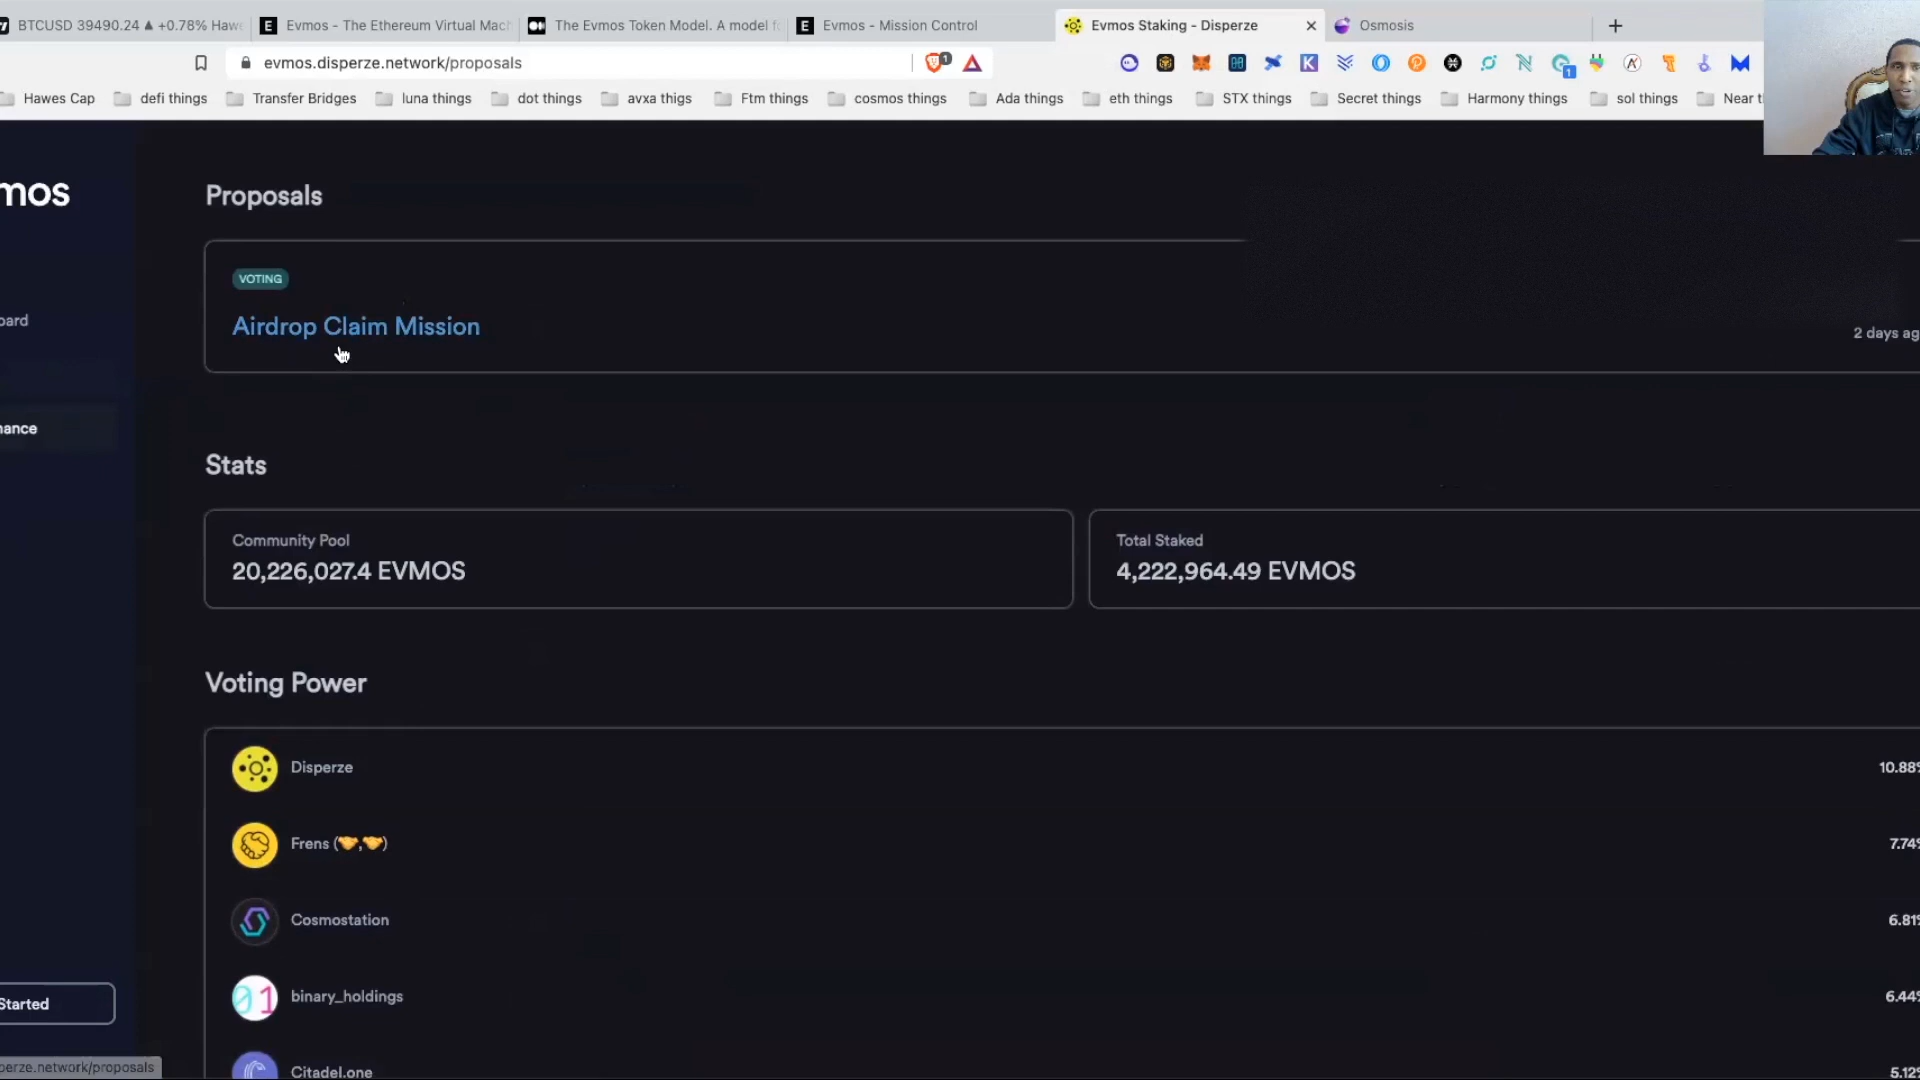 BTCUSD 39490.24 ▲ +0.78% Hawe
Evmos - The Ethereum Virtual Mach
The Evmos Token Model. A model fo
Evmos - Mission Control
Evmos Staking - Disperze
Osmosis
evmos.disperze.network/proposals
Hawes Cap
defi things
Transfer Bridges
luna things
dot things
avxa thigs
Ftm things
cosmos things
Ada things
eth things
STX things
Secret things
Harmony things
sol things
Near t
mos
Proposals
VOTING
Airdrop Claim Mission
2 days ag
oard
nance
Stats
Community Pool
20,226,027.4 EVMOS
Total Staked
4,222,964.49 EVMOS
Voting Power
Disperze
10.88%
Frens (🤝,🤝)
7.74%
Cosmostation
6.81%
binary_holdings
6.44%
Citadel.one
5.12%
Started
perze.network/proposals